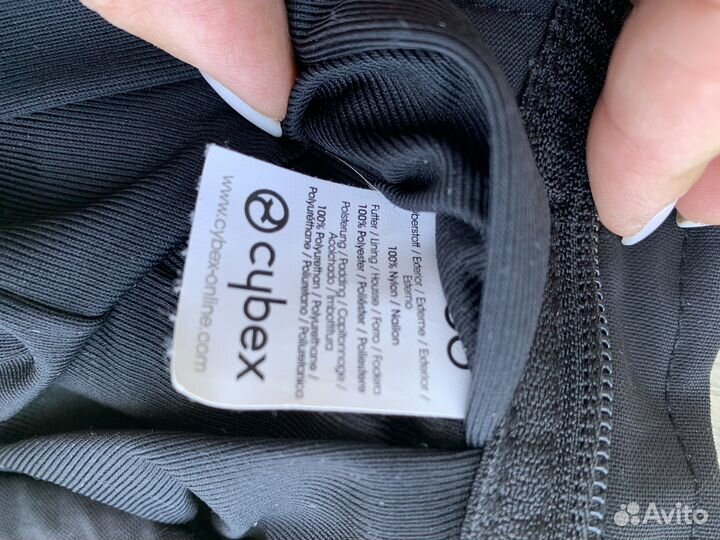 Oberstoff / Exterior / Externe / Exterior /
Esterno
100% Nylon / Nailon
Futter / Lining / Housse / Forro / Fodera
100% Polyester / Poliéster / Poliestere
Polsterung / Padding / Capitonnage /
Acolchado / Imbottitura
100% Polyurethan / Polyurethane /
Polyuréthane / Poliuretano / Poliuretanica
cybex
www.cybex-online.com
Avito